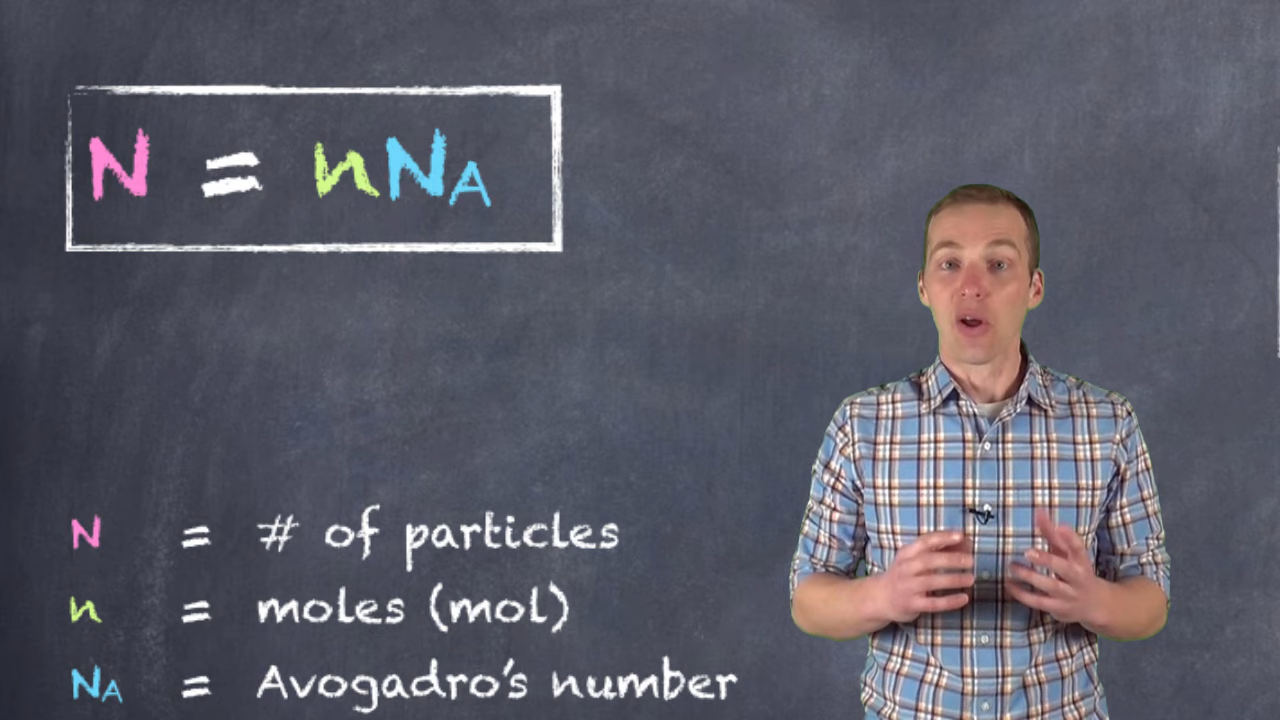 N = nNA
N = # of particles
n = moles (mol)
NA = Avogadro's number